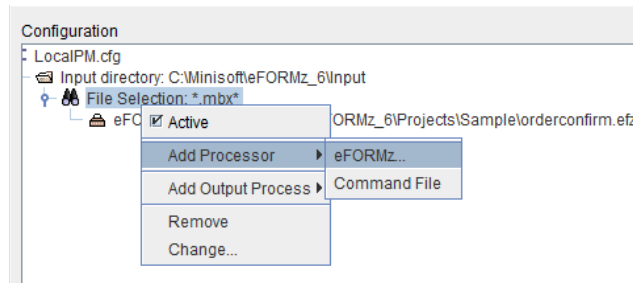 Configuration
LocalPM.cfg
Input directory: C:\Minisoft\eFORMz_6\Input
File Selection: *.mbx*
eFO
ORMz_6\Projects\Sample\orderconfirm.efz
Active
Add Processor
eFORMz...
Command File
Add Output Process
Remove
Change...